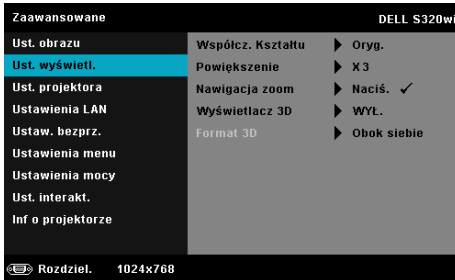 Zaawansowane DELL S320wi
Ust. obrazu
Ust. wyświetl.
Ust. projektora
Ustawienia LAN
Ustaw. bezprz.
Ustawienia menu
Ustawienia mocy
Ust. interakt.
Inf o projektorze
Współcz. Kształtu Oryg.
Powiększenie X 3
Nawigacja zoom Naciś. ✓
Wyświetlacz 3D WYŁ.
Format 3D Obok siebie
Rozdziel. 1024x768